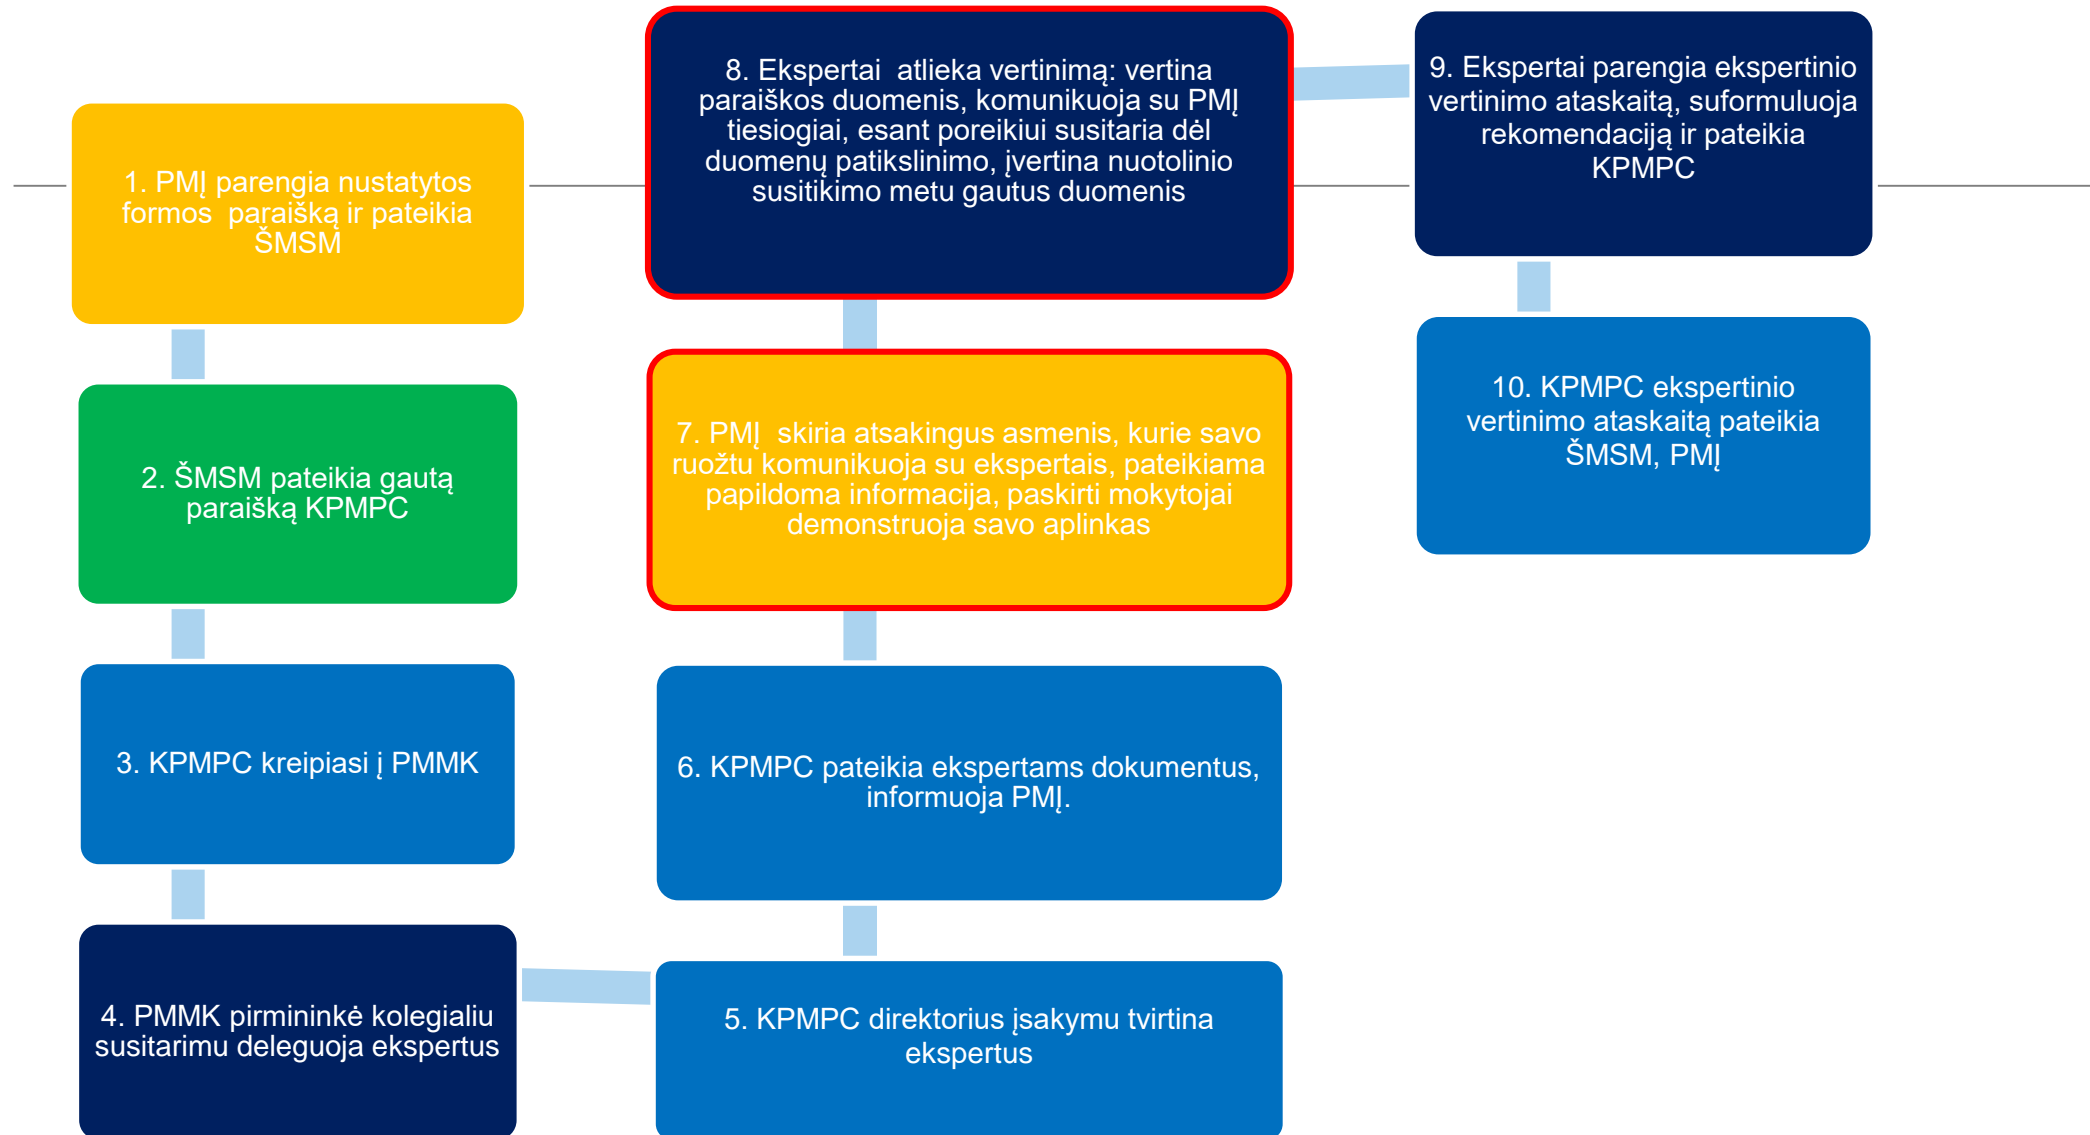 1. PMĮ parengia nustatytos
formos  paraišką ir pateikia
ŠMSM
2. ŠMSM pateikia gautą
paraišką KPMPC
3. KPMPC kreipiasi į PMMK
4. PMMK pirmininkė kolegialiu
susitarimu deleguoja ekspertus
5. KPMPC direktorius įsakymu tvirtina
ekspertus
6. KPMPC pateikia ekspertams dokumentus,
informuoja PMĮ.
7. PMĮ  skiria atsakingus asmenis, kurie savo
ruožtu komunikuoja su ekspertais, pateikiama
papildoma informacija, paskirti mokytojai
demonstruoja savo aplinkas
8. Ekspertai  atlieka vertinimą: vertina
paraiškos duomenis, komunikuoja su PMĮ
tiesiogiai, esant poreikiui susitaria dėl
duomenų patikslinimo, įvertina nuotolinio
susitikimo metu gautus duomenis
9. Ekspertai parengia ekspertinio
vertinimo ataskaitą, suformuluoja
rekomendaciją ir pateikia
KPMPC
10. KPMPC ekspertinio
vertinimo ataskaitą pateikia
ŠMSM, PMĮ